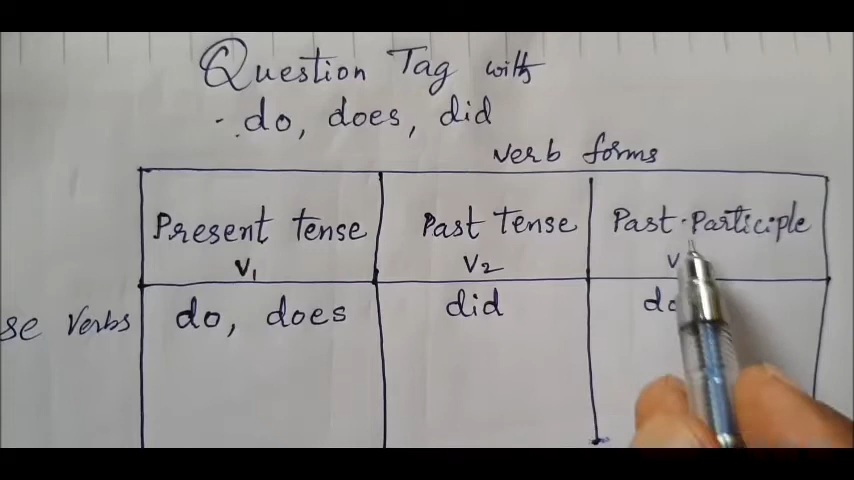 Question Tag with
do, does, did
verb forms
Present tense Past Tense Past Participle
V1 V2
Verbs do, does did